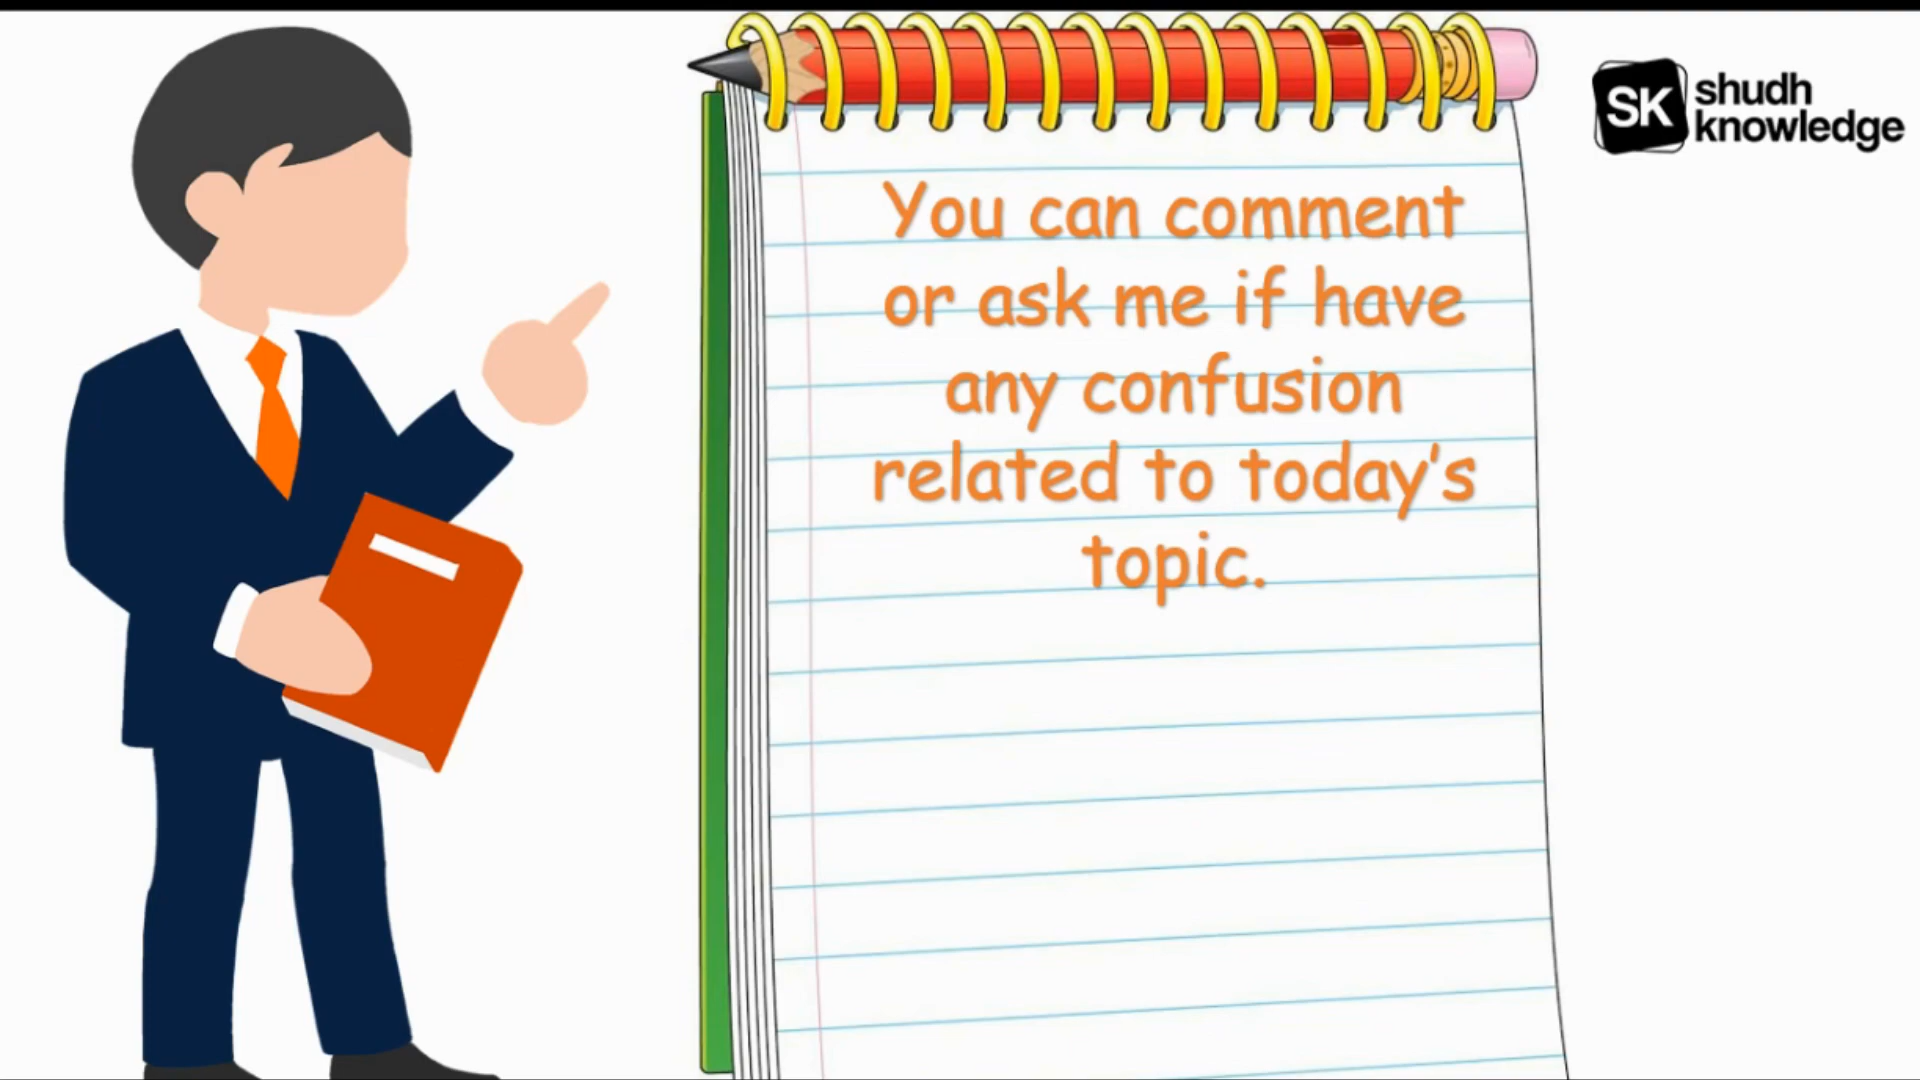 SK shudh
knowledge
You can comment
or ask me if have
any confusion
related to today's
topic.